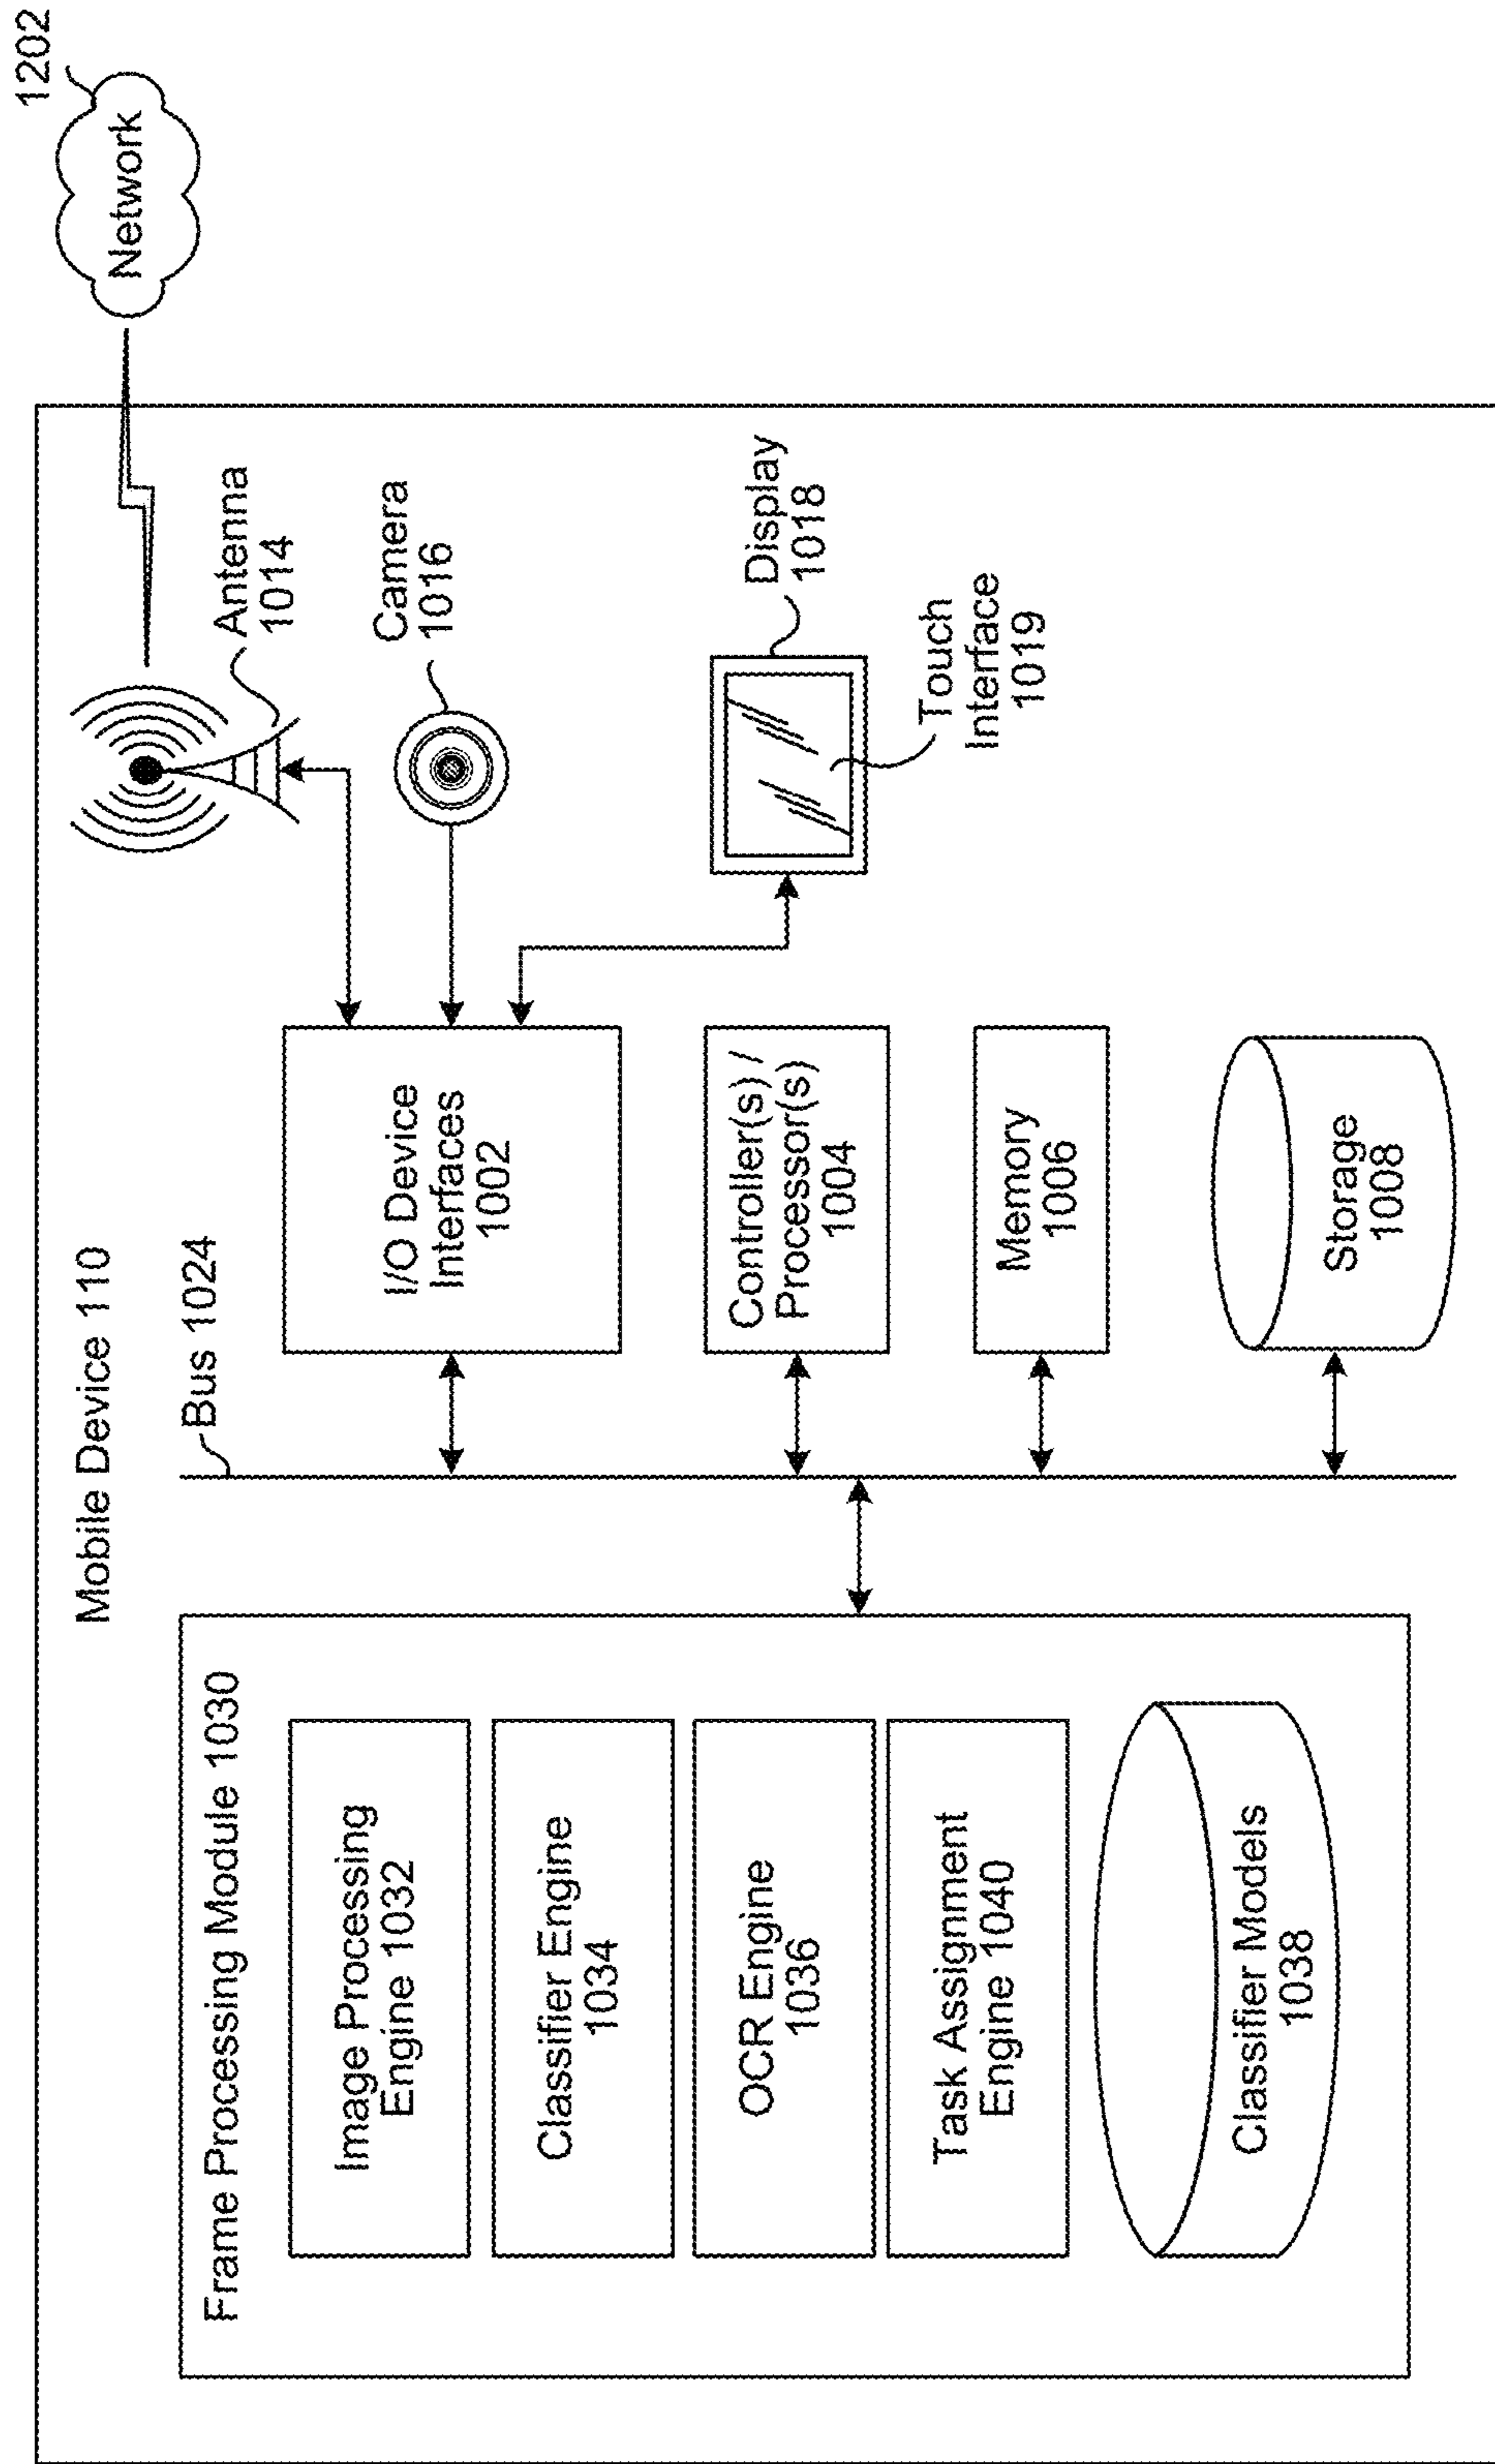 Mobile Device 110
Frame Processing Module 1030
Image Processing
Engine 1032
Classifier Engine
1034
OCR Engine
1036
Task Assignment
Engine 1040
Classifier Models
1038
Bus 1024
I/O Device
Interfaces
1002
Controller(s) /
Processor(s)
1004
Memory
1006
Storage
1008
Antenna
1014
Camera
1016
Display
1018
Touch
Interface
1019
Network
1202